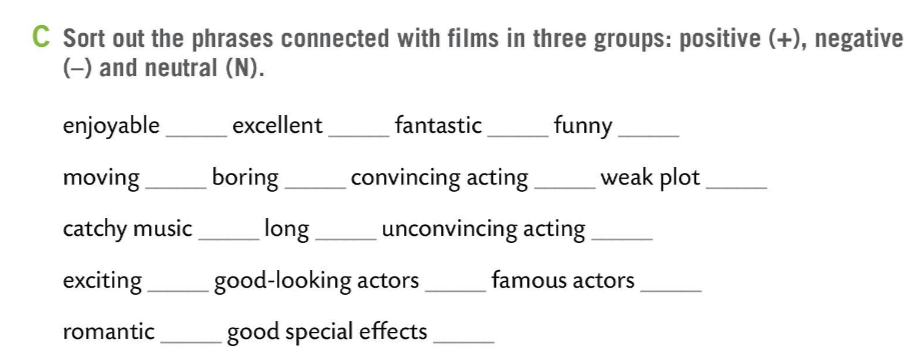 C Sort out the phrases connected with films in three groups: positive (+), negative
(–) and neutral (N).
enjoyable _____ excellent _____ fantastic _____ funny _____
moving _____ boring _____ convincing acting _____ weak plot _____
catchy music _____ long _____ unconvincing acting _____
exciting _____ good-looking actors _____ famous actors _____
romantic _____ good special effects _____